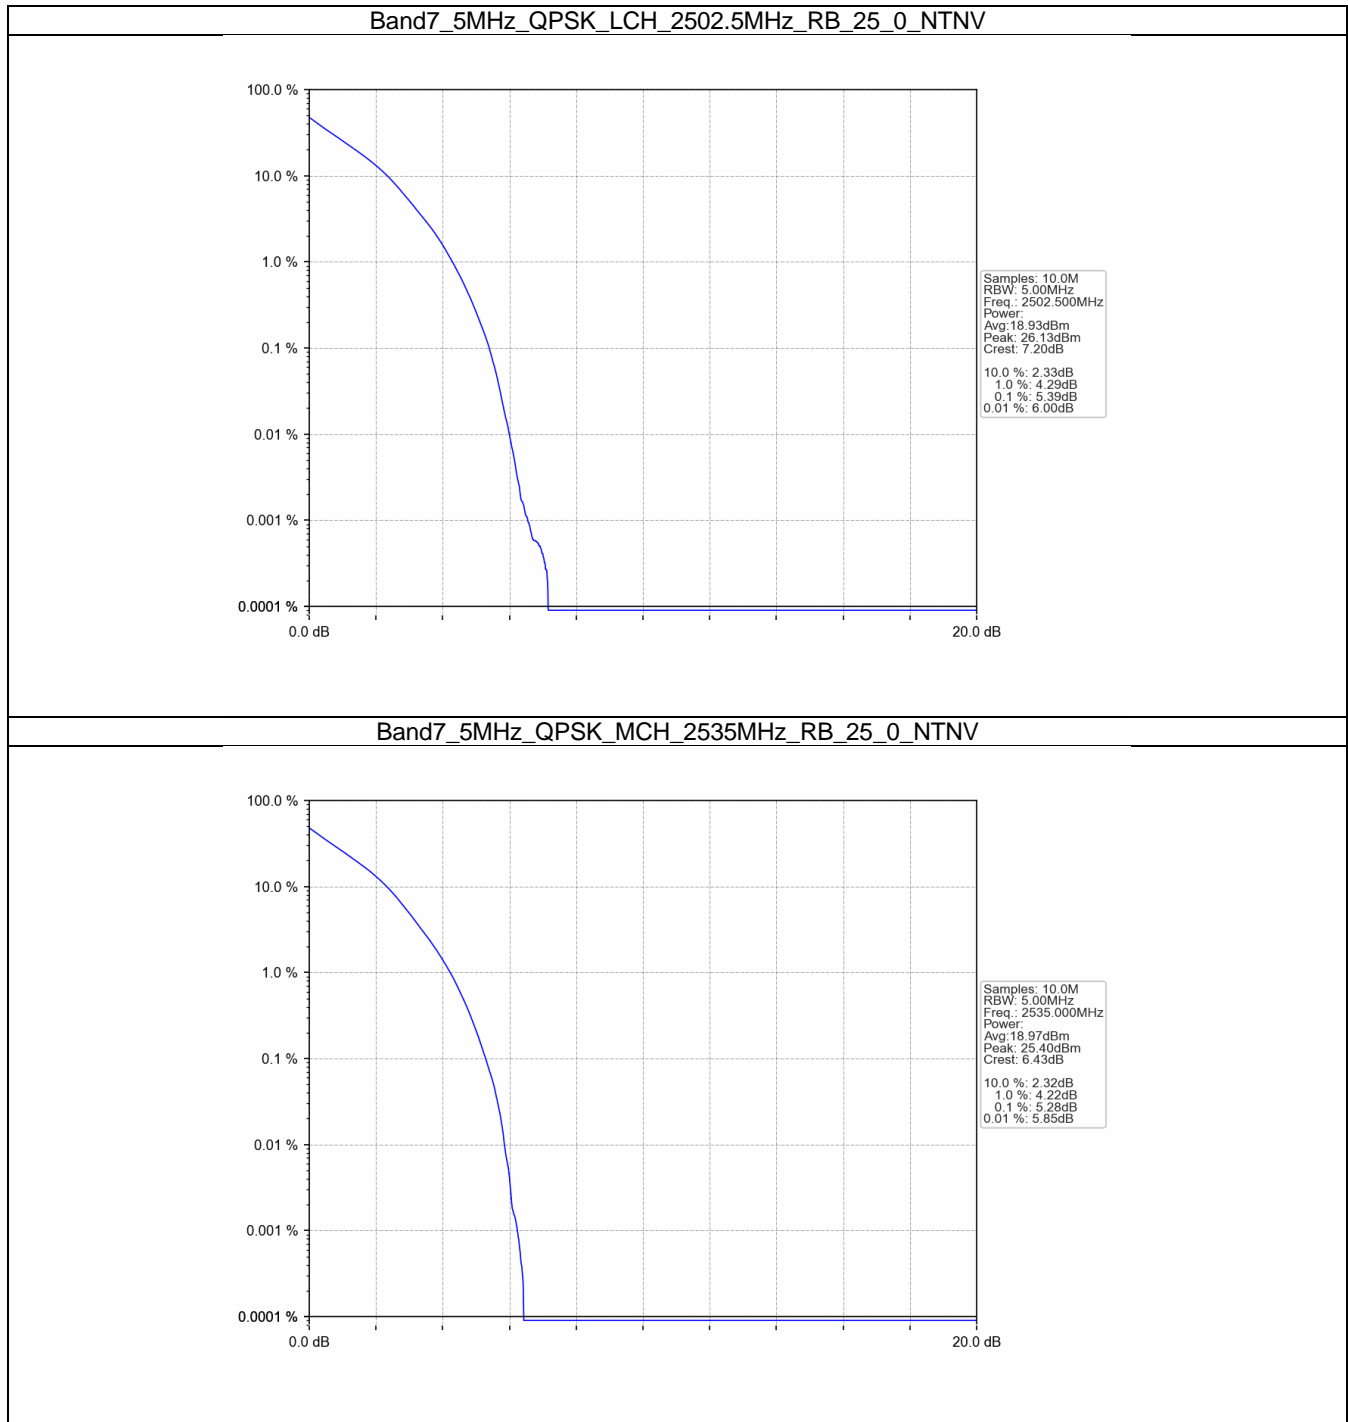 Band7_5MHz_QPSK_LCH_2502.5MHz_RB_25_0_NTNV
100.0 %
10.0 %
1.0 %
0.1 %
0.01 %
0.001 %
0.0001 %
0.0 dB
20.0 dB
Samples: 10.0M
RBW: 5.00MHz
Freq.: 2502.500MHz
Power:
Avg:18.93dBm
Peak: 26.13dBm
Crest: 7.20dB
10.0 %: 2.33dB
1.0 %: 4.29dB
0.1 %: 5.39dB
0.01 %: 6.00dB
Band7_5MHz_QPSK_MCH_2535MHz_RB_25_0_NTNV
100.0 %
10.0 %
1.0 %
0.1 %
0.01 %
0.001 %
0.0001 %
0.0 dB
20.0 dB
Samples: 10.0M
RBW: 5.00MHz
Freq.: 2535.000MHz
Power:
Avg:18.97dBm
Peak: 25.40dBm
Crest: 6.43dB
10.0 %: 2.32dB
1.0 %: 4.22dB
0.1 %: 5.28dB
0.01 %: 5.85dB